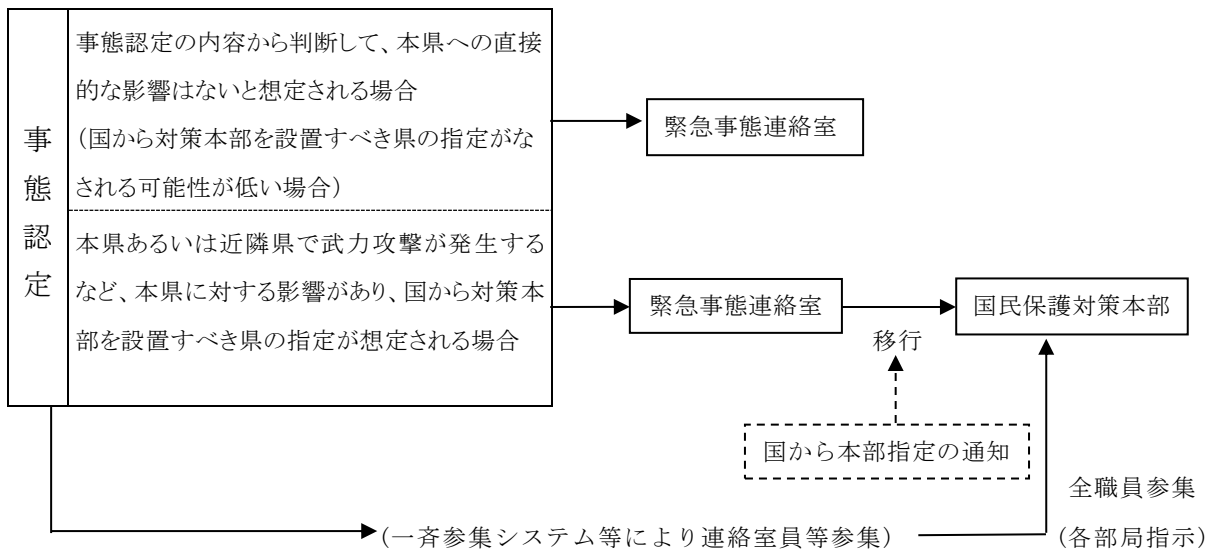 事態認定
事態認定の内容から判断して、本県への直接
的な影響はないと想定される場合
(国から対策本部を設置すべき県の指定がな
される可能性が低い場合)
緊急事態連絡室
本県あるいは近隣県で武力攻撃が発生する
など、本県に対する影響があり、国から対策本
部を設置すべき県の指定が想定される場合
緊急事態連絡室
国民保護対策本部
移行
国から本部指定の通知
全職員参集
(一斉参集システム等により連絡室員等参集)
(各部局指示)